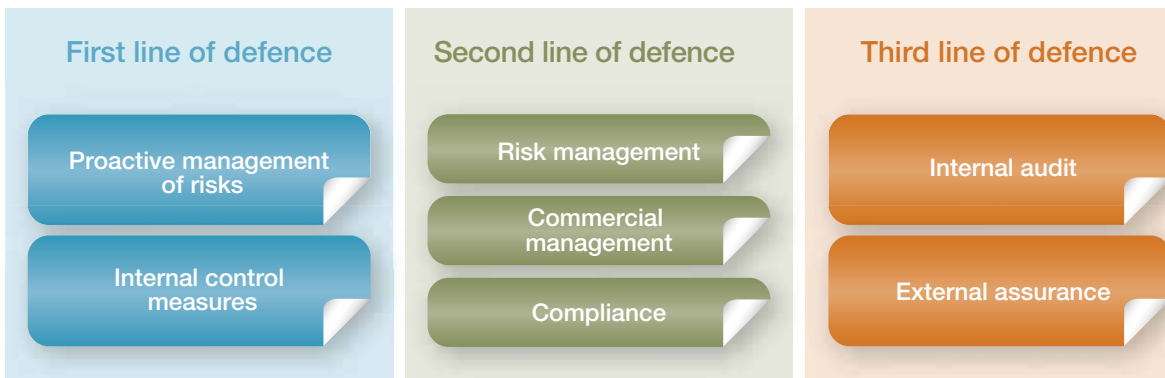 First line of defence
Proactive management
of risks
Internal control
measures
Second line of defence
Risk management
Commercial
management
Compliance
Third line of defence
Internal audit
External assurance